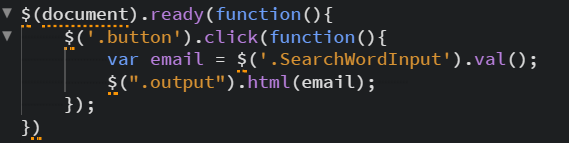 $(document).ready(function(){
$('.button').click(function(){
var email = $('.SearchWordInput').val();
$(".output").html(email);
});
})